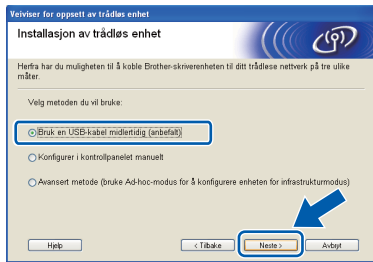 Veiviser for oppsett av trådløs enhet
Installasjon av trådløs enhet
Herfra har du muligheten til å koble Brother-skriverenheten til ditt trådløse nettverk på tre ulike
måter.
Velg metoden du vil bruke:
Bruk en USB-kabel midlertidig (anbefalt)
Konfigurer i kontrollpanelet manuelt
Avansert metode (bruke Ad-hoc-modus for å konfigurere enheten for infrastrukturmodus)
Hjelp < Tilbake Neste > Avbryt